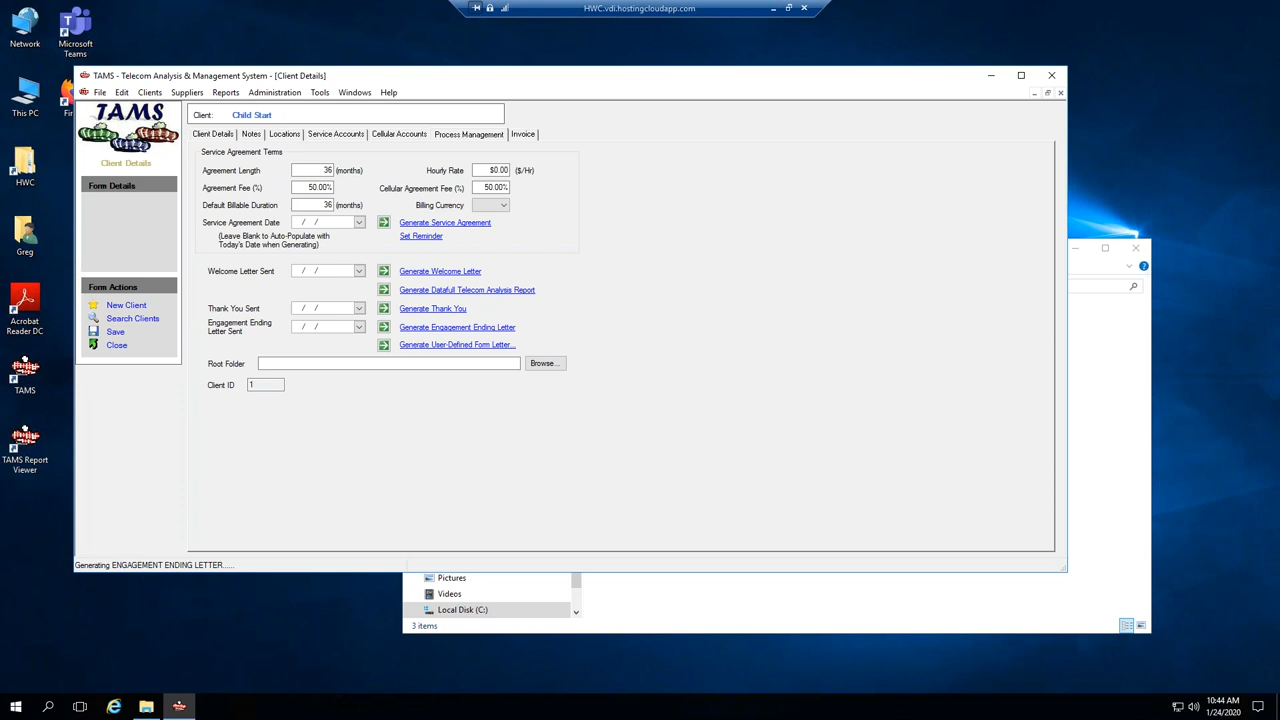 HWC.vdi.hostingcloudapp.com
Network
Microsoft
Teams
This PC
HWC
Greg
Acrobat
Reader DC
TAMS
TAMS Report
Viewer
TAMS - Telecom Analysis & Management System - [Client Details]
File Edit Clients Suppliers Reports Administration Tools Windows Help
TAMS
Client Details
Form Details
Form Actions
New Client
Search Clients
Save
Close
Client: Child Start
Client Details Notes Locations Service Accounts Cellular Accounts Process Management Invoice
Service Agreement Terms
Agreement Length 36 (months) Hourly Rate $0.00 ($/Hr)
Agreement Fee (%) 50.00% Cellular Agreement Fee (%) 50.00%
Default Billable Duration 36 (months) Billing Currency
Service Agreement Date / / Generate Service Agreement
(Leave Blank to Auto-Populate with
Today's Date when Generating)
Set Reminder
Welcome Letter Sent / / Generate Welcome Letter
Generate Datafull Telecom Analysis Report
Thank You Sent / / Generate Thank You
Engagement Ending
Letter Sent / / Generate Engagement Ending Letter
Generate User-Defined Form Letter...
Root Folder Browse...
Client ID 1
Generating ENGAGEMENT ENDING LETTER......
Pictures
Videos
Local Disk (C:)
3 items
10:44 AM
1/24/2020